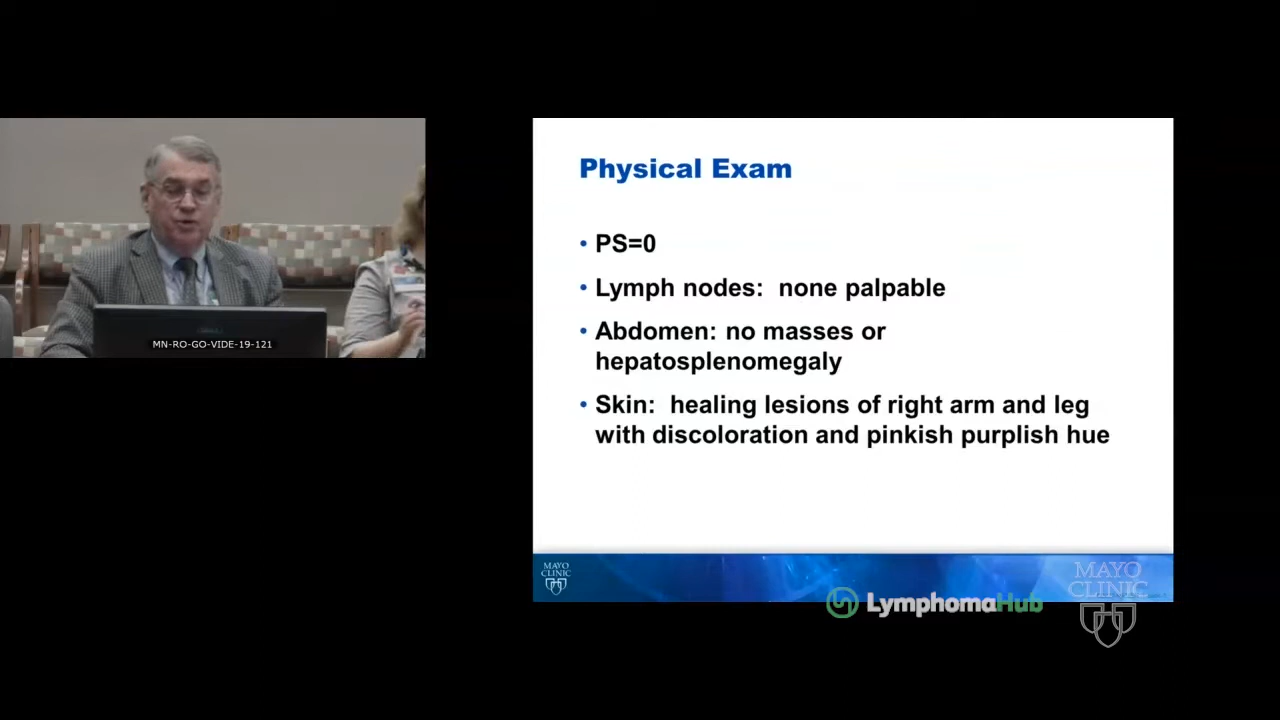 Physical Exam
• PS=0
• Lymph nodes: none palpable
• Abdomen: no masses or
hepatosplenomegaly
• Skin: healing lesions of right arm and leg
with discoloration and pinkish purplish hue
MN-RO-GO-VIDE-19-121
MAYO
CLINIC
MAYO
CLINIC
LymphomaHub